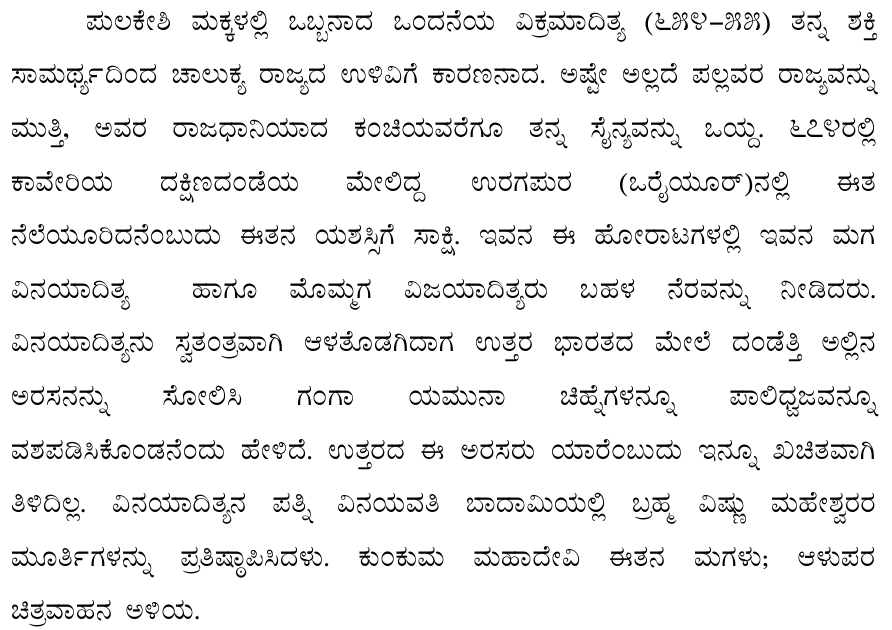 ಪುಲಕೇಶಿ ಮಕ್ಕಳಲ್ಲಿ ಒಬ್ಬನಾದ ಒಂದನೆಯ ವಿಕ್ರಮಾದಿತ್ಯ (೬೫೪–೫೫) ತನ್ನ ಶಕ್ತಿ
ಸಾಮರ್ಥ್ಯದಿಂದ ಚಾಲುಕ್ಯ ರಾಜ್ಯದ ಉಳಿವಿಗೆ ಕಾರಣನಾದ. ಅಷ್ಟೇ ಅಲ್ಲದೆ ಪಲ್ಲವರ ರಾಜ್ಯವನ್ನು
ಮುತ್ತಿ, ಅವರ ರಾಜಧಾನಿಯಾದ ಕಂಚಿಯವರೆಗೂ ತನ್ನ ಸೈನ್ಯವನ್ನು ಒಯ್ದ. ೬೭೪ರಲ್ಲಿ
ಕಾವೇರಿಯ ದಕ್ಷಿಣದಂಡೆಯ ಮೇಲಿದ್ದ ಉರಗಪುರ (ಒರೈಯೂರ್)ನಲ್ಲಿ ಈತ
ನೆಲೆಯೂರಿದನೆಂಬುದು ಈತನ ಯಶಸ್ಸಿಗೆ ಸಾಕ್ಷಿ. ಇವನ ಈ ಹೋರಾಟಗಳಲ್ಲಿ ಇವನ ಮಗ
ವಿನಯಾದಿತ್ಯ ಹಾಗೂ ಮೊಮ್ಮಗ ವಿಜಯಾದಿತ್ಯರು ಬಹಳ ನೆರವನ್ನು ನೀಡಿದರು.
ವಿನಯಾದಿತ್ಯನು ಸ್ವತಂತ್ರವಾಗಿ ಆಳತೊಡಗಿದಾಗ ಉತ್ತರ ಭಾರತದ ಮೇಲೆ ದಂಡೆತ್ತಿ ಅಲ್ಲಿನ
ಅರಸನನ್ನು ಸೋಲಿಸಿ ಗಂಗಾ ಯಮುನಾ ಚಿಹ್ನೆಗಳನ್ನೂ ಪಾಲಿಧ್ವಜವನ್ನೂ
ವಶಪಡಿಸಿಕೊಂಡನೆಂದು ಹೇಳಿದೆ. ಉತ್ತರದ ಈ ಅರಸರು ಯಾರೆಂಬುದು ಇನ್ನೂ ಖಚಿತವಾಗಿ
ತಿಳಿದಿಲ್ಲ. ವಿನಯಾದಿತ್ಯನ ಪತ್ನಿ ವಿನಯವತಿ ಬಾದಾಮಿಯಲ್ಲಿ ಬ್ರಹ್ಮ ವಿಷ್ಣು ಮಹೇಶ್ವರರ
ಮೂರ್ತಿಗಳನ್ನು ಪ್ರತಿಷ್ಠಾಪಿಸಿದಳು. ಕುಂಕುಮ ಮಹಾದೇವಿ ಈತನ ಮಗಳು; ಆಳುಪರ
ಚಿತ್ರವಾಹನ ಅಳಿಯ.